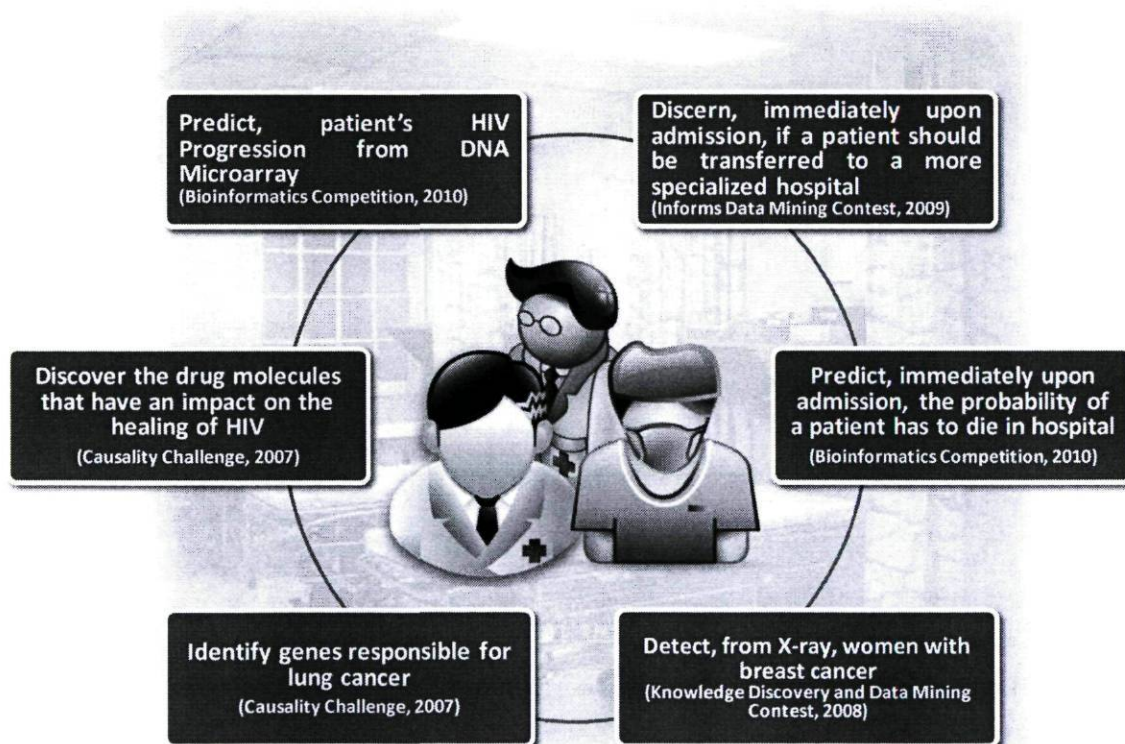 Predict, patient's HIV
Progression from DNA
Microarray
(Bioinformatics Competition, 2010)
Discern, immediately upon
admission, if a patient should
be transferred to a more
specialized hospital
(Informs Data Mining Contest, 2009)
Discover the drug molecules
that have an impact on the
healing of HIV
(Causality Challenge, 2007)
Predict, immediately upon
admission, the probability of
a patient has to die in hospital
(Bioinformatics Competition, 2010)
Identify genes responsible for
lung cancer
(Causality Challenge, 2007)
Detect, from X-ray, women with
breast cancer
(Knowledge Discovery and Data Mining
Contest, 2008)